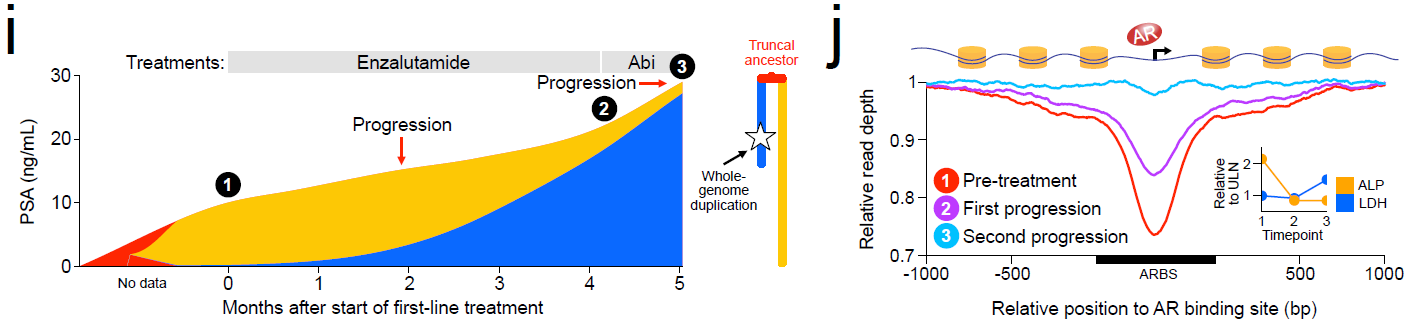 i
Treatments:
Enzalutamide
Abi
3
Truncal
ancestor
30
20
10
0
PSA (ng/mL)
Progression
2
Progression
1
Whole-
genome
duplication
No data
0
1
2
3
4
5
Months after start of first-line treatment
j
AR
1
0.9
0.8
0.7
Relative read depth
1 Pre-treatment
2 First progression
3 Second progression
Relative
to ULN
2
1
1 2 3
Timepoint
ALP
LDH
-1000
-500
ARBS
500
1000
Relative position to AR binding site (bp)